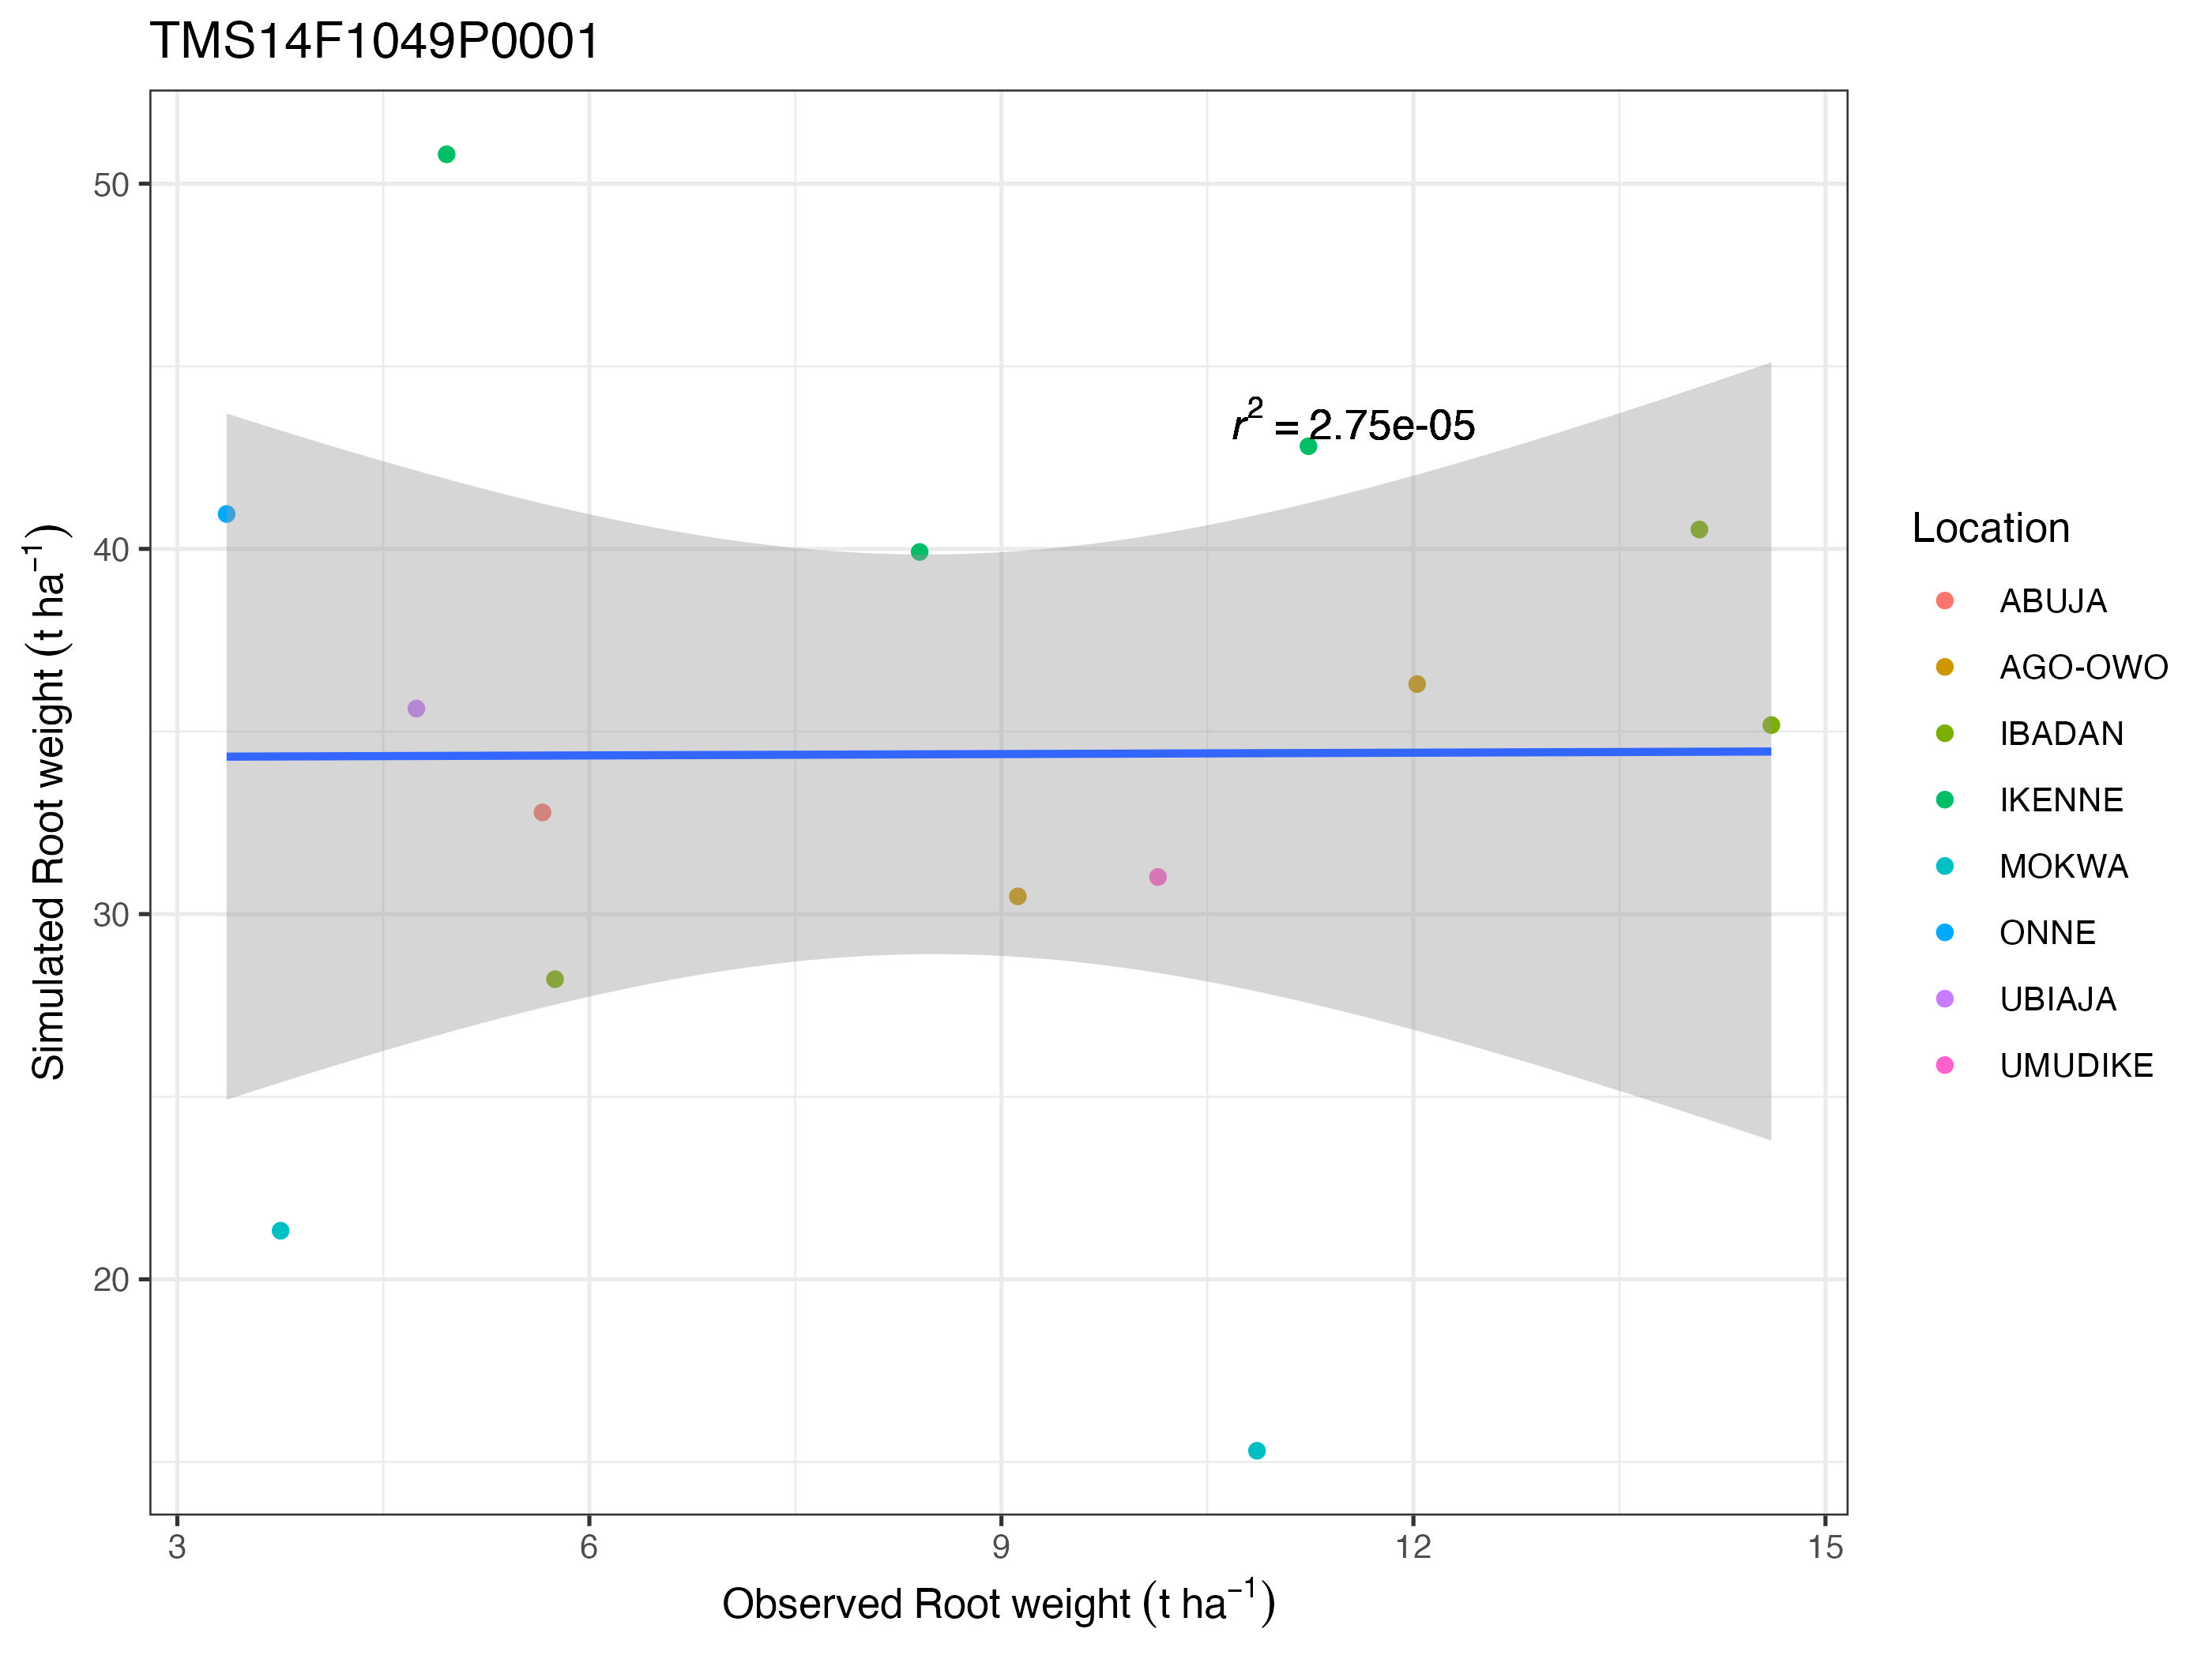 TMS14F1049P0001
50
40
30
20
Simulated Root weight (t ha⁻¹)
r² = 2.75e-05
3 6 9 12 15
Observed Root weight (t ha⁻¹)
Location
ABUJA
AGO-OWO
IBADAN
IKENNE
MOKWA
ONNE
UBIAJA
UMUDIKE